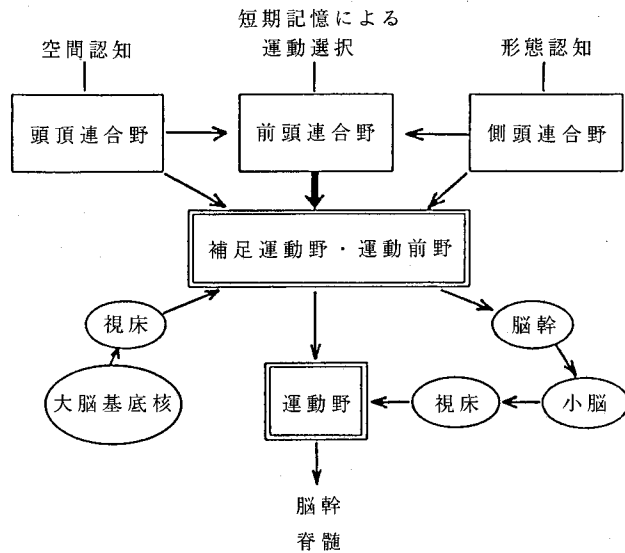 短期記憶による
空間認知
運動選択
形態認知
頭頂連合野
前頭連合野
側頭連合野
補足運動野・運動前野
視床
脳幹
大脳基底核
運動野
視床
小脳
脳幹
脊髄